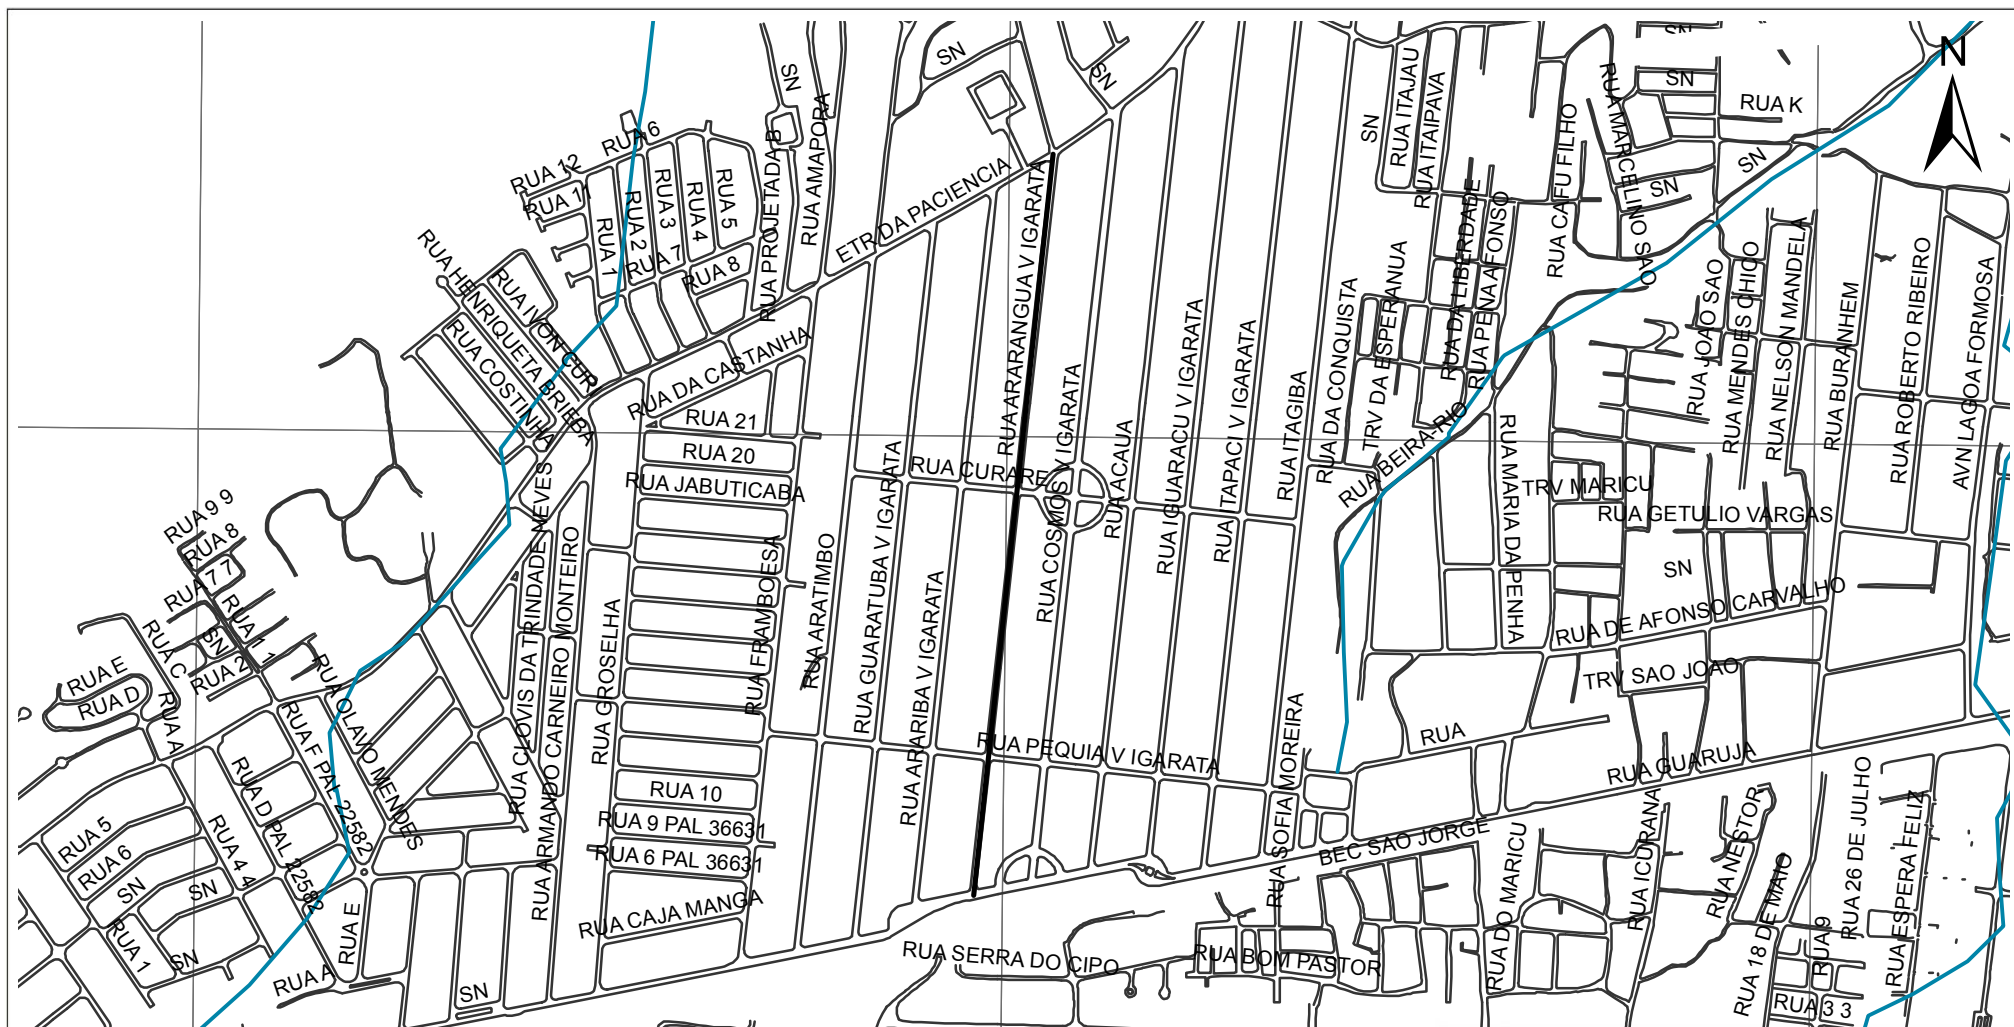 N
SN
SN
SN
SN
SN
RUA K
SN
SN
SN
RUA ITAJAU
RUA ITAIPAVA
RUA MARCELINO SAO
RUA CAFU FILHO
RUA AMAPORA
RUA PROJETADA B
RUA 6
RUA 12
RUA 11
RUA 1
RUA 2
RUA 3
RUA 4
RUA 5
RUA 7
RUA 8
ETR DA PACIENCIA
RUA ARARANGUA V IGARATA
RUA HENRIQUETA BRIEBA
RUA IVON CURI
RUA COSTINHA
RUA DA CASTANHA
RUA 21
RUA 20
RUA JABUTICABA
RUA CURARE
RUA COSMOS V IGARATA
RUA ACAUA
RUA IGUARACU V IGARATA
RUA ITAPACI V IGARATA
RUA ITAGIBA
RUA DA CONQUISTA
TRV DA ESPERANUA
RUA DA LIBERDADE
RUA PENA AFONSO
RUA BEIRA-RIO
RUA MARIA DA PENHA
RUA JOAO SAO
RUA MENDES CHICO
RUA NELSON MANDELA
RUA BURANHEM
RUA ROBERTO RIBEIRO
AVN LAGOA FORMOSA
TRV MARICU
RUA GETULIO VARGAS
SN
RUA DE AFONSO CARVALHO
TRV SAO JOAO
RUA
RUA GUARUJA
RUA 9 9
RUA 8
RUA 7 7
RUA 1 1
SN
RUA 2
RUA C
RUA E
RUA D
RUA A
RUA OLAVO MENDES
RUA F PAL 22582
RUA D PAL 22582
RUA 4 4
RUA 5
RUA 6
SN
SN
RUA 1
SN
RUA A
RUA E
SN
RUA CLOVIS DA TRINDADE NEVES
RUA ARMANDO CARNEIRO MONTEIRO
RUA GROSELHA
RUA FRAMBOESA
RUA ARATIMBO
RUA GUARATUBA V IGARATA
RUA ARARIBA V IGARATA
RUA PEQUIA V IGARATA
RUA 10
RUA 9 PAL 36631
RUA 6 PAL 36631
RUA CAJA MANGA
RUA SOFIA MOREIRA
BEC SAO JORGE
RUA SERRA DO CIPO
RUA BOM PASTOR
RUA DO MARICU
RUA ICURANA
RUA NESTOR
RUA 18 DE MAIO
RUA 26 DE JULHO
RUA 9
RUA ESPERA FELIZ
RUA 3 3